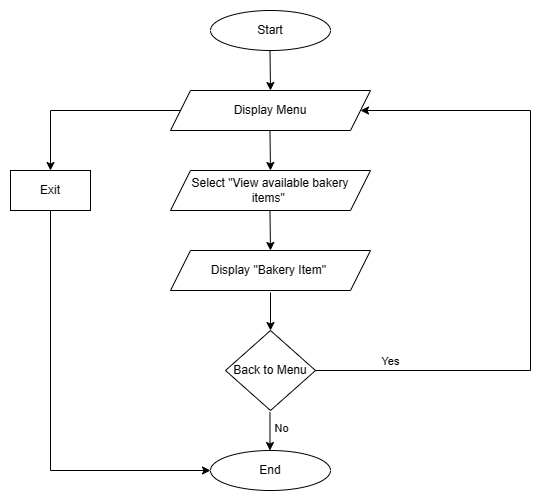 Start
Display Menu
Exit
Select "View available bakery
items"
Display "Bakery Item"
Back to Menu
Yes
No
End